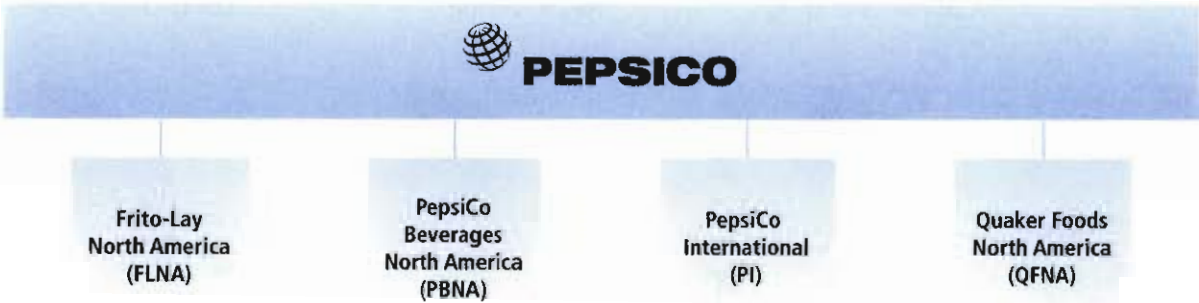 PEPSICO
Frito-Lay
North America
(FLNA)
PepsiCo
Beverages
North America
(PBNA)
PepsiCo
International
(PI)
Quaker Foods
North America
(QFNA)